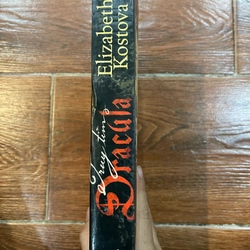 Elizabeth
Kostova
Truy tìm
Dracula